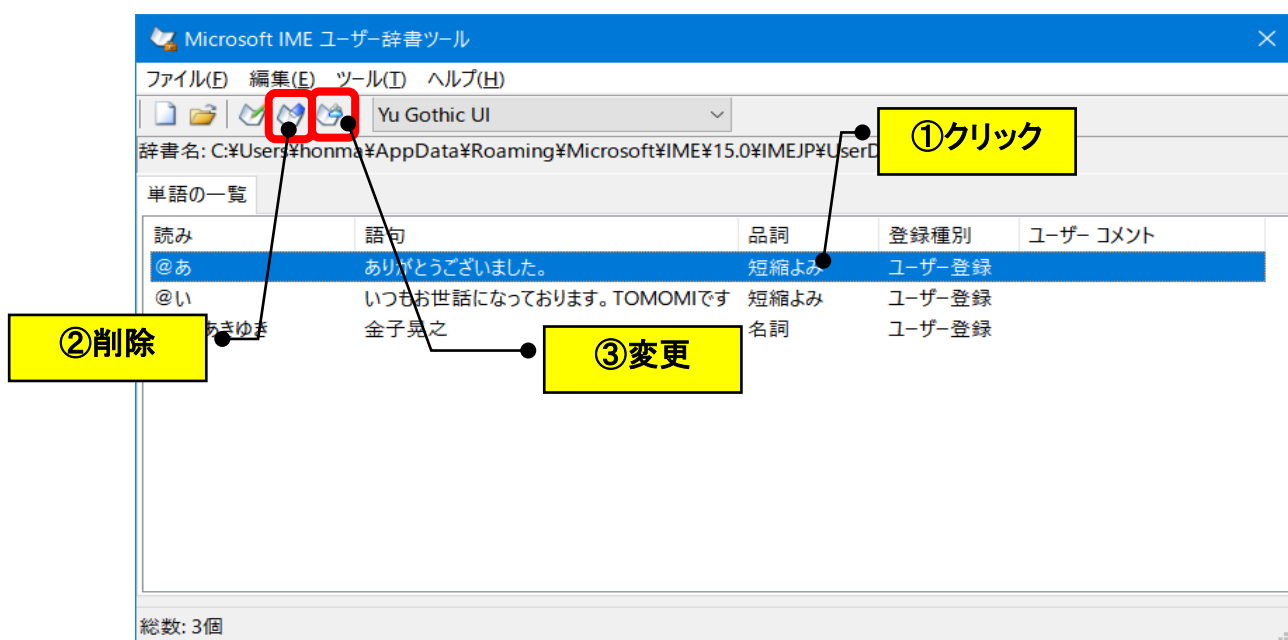 Microsoft IME ユーザー辞書ツール
ファイル(F) 編集(E) ツール(T) ヘルプ(H)
Yu Gothic UI
①クリック
辞書名: C:¥Users¥honma¥AppData¥Roaming¥Microsoft¥IME¥15.0¥IMEJP¥UserD
単語の一覧
読み 語句 品詞 登録種別 ユーザー コメント
@あ ありがとうございました。 短縮よみ ユーザー登録
@い いつもお世話になっております。TOMOMIです 短縮よみ ユーザー登録
あきゆき 金子晃之 名詞 ユーザー登録
②削除
③変更
総数: 3個